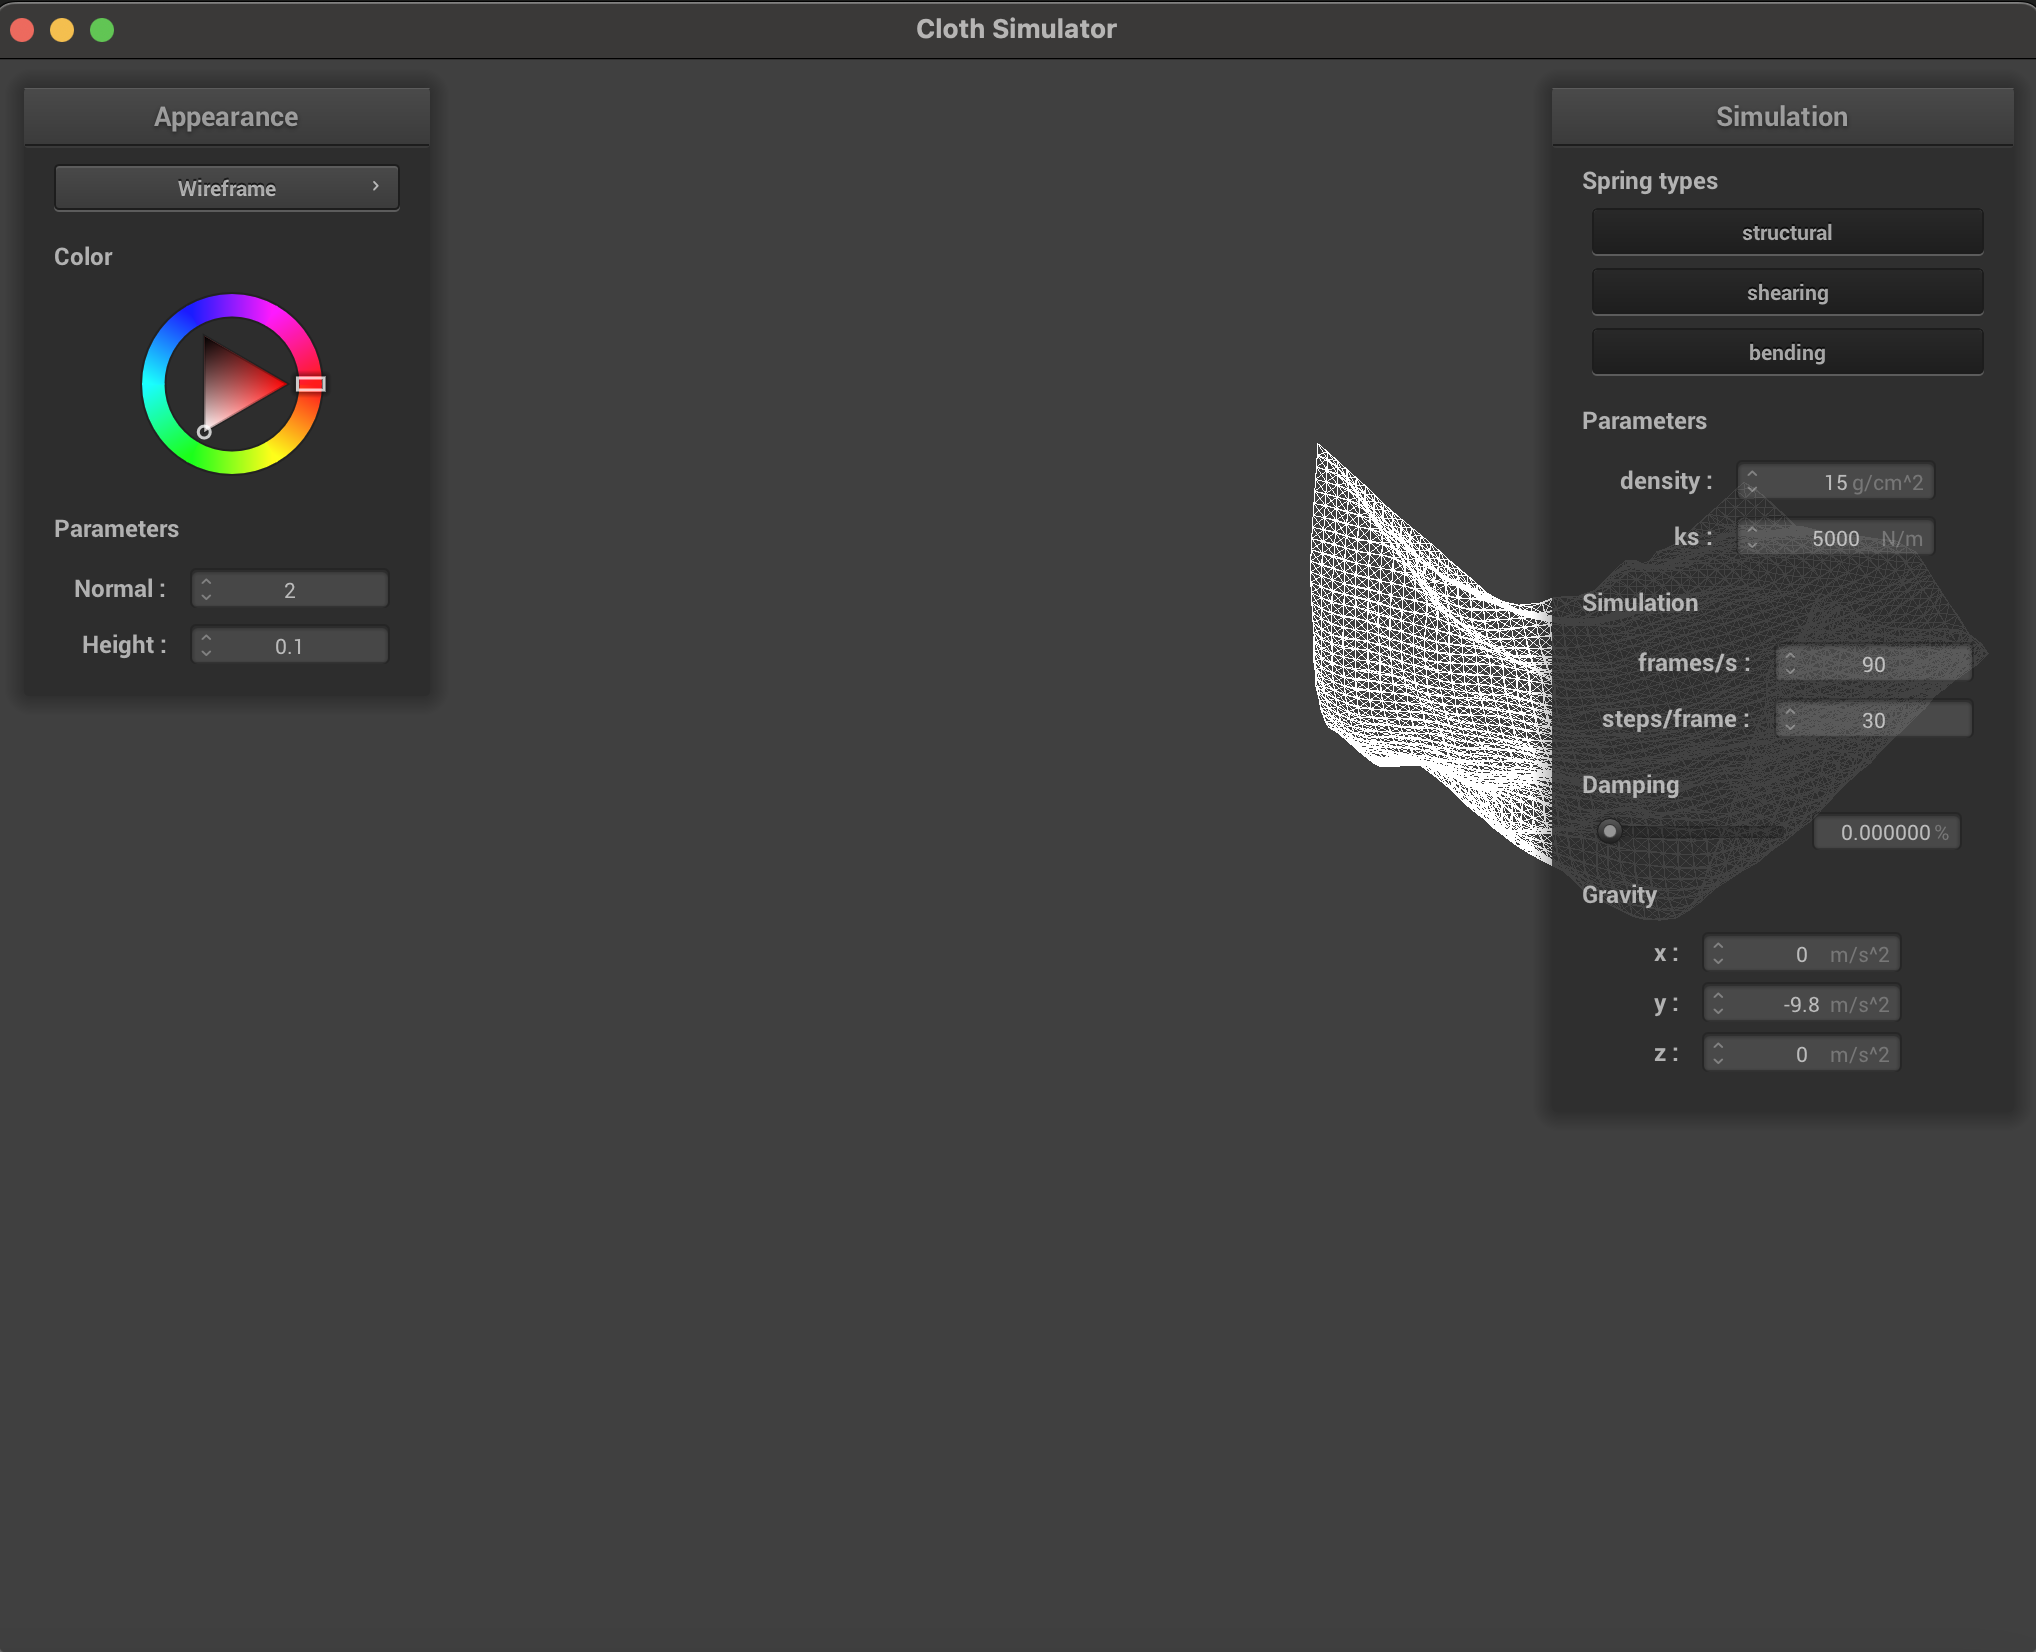 Cloth Simulator
Appearance
Wireframe
Color
Parameters
Normal : 2
Height : 0.1
Simulation
Spring types
structural
shearing
bending
Parameters
density : 15 g/cm^2
ks : 5000 N/m
Simulation
frames/s : 90
steps/frame : 30
Damping
0.000000 %
Gravity
x : 0 m/s^2
y : -9.8 m/s^2
z : 0 m/s^2